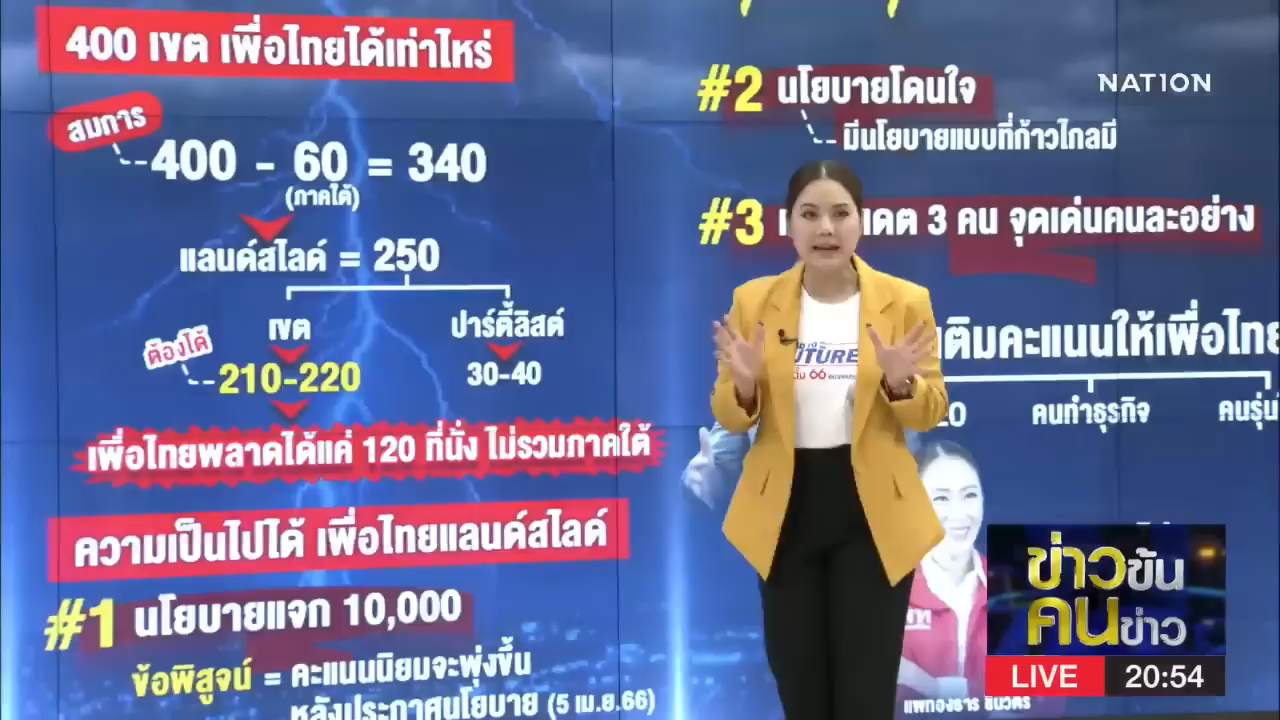 400 เขต เพื่อไทยได้เท่าไหร่
สมการ
400 - 60 = 340
(ภาคใต้)
แลนด์สไลด์ = 250
เขต
ปาร์ตี้ลิสต์
ต้องได้
210-220
30-40
เพื่อไทยพลาดได้แค่ 120 ที่นั่ง ไม่รวมภาคใต้
ความเป็นไปได้ เพื่อไทยแลนด์สไลด์
#1 นโยบายแจก 10,000
ข้อพิสูจน์ = คะแนนนิยมจะพุ่งขึ้น
หลังประกาศนโยบาย (5 เม.ย.66)
NATION
#2 นโยบายโดนใจ
มีนโยบายแบบที่ก้าวไกลมี
#3 3 คน จุดเด่นคนละอย่าง
คะแนนให้เพื่อไทย
คนทำธุรกิจ
66
แพทองธาร ชินวัตร
ข่าวข้น
คนข่าว
LIVE 20:54